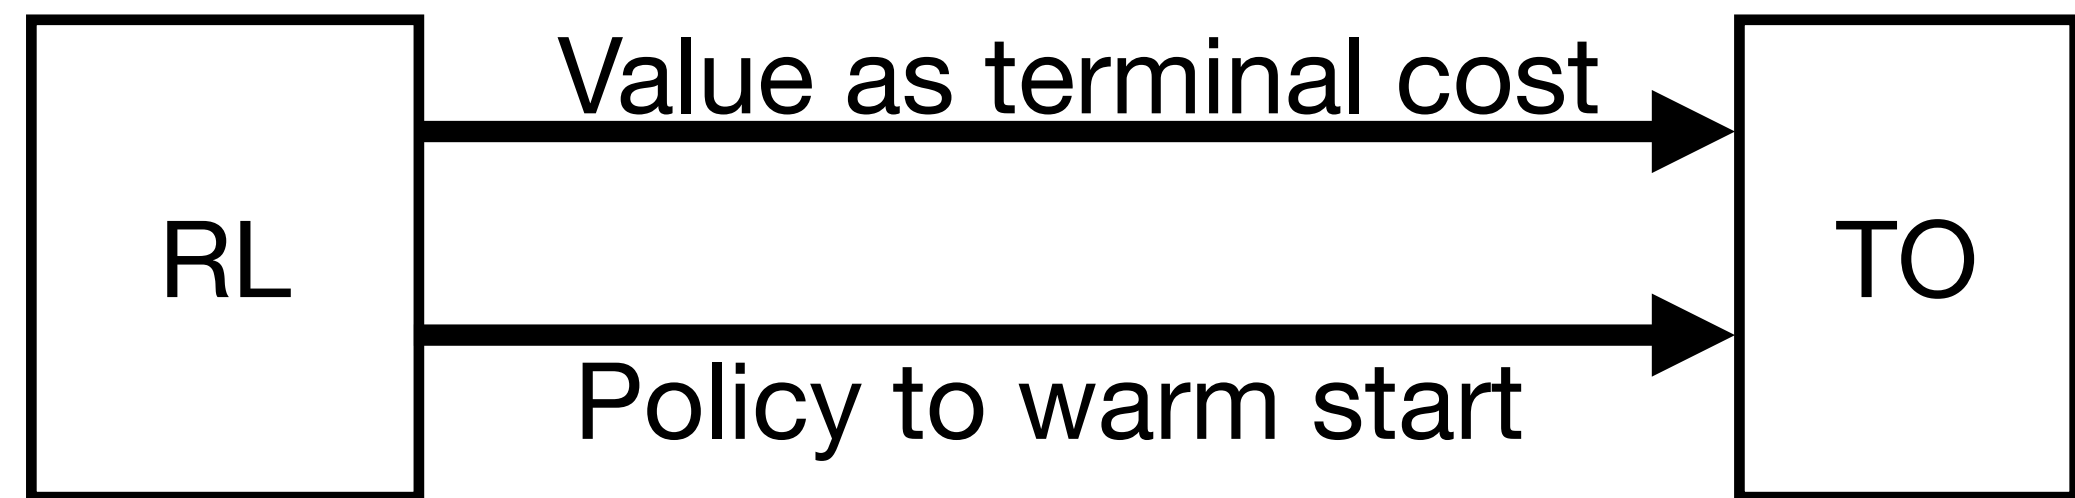 Value as terminal cost
RL
TO
Policy to warm start